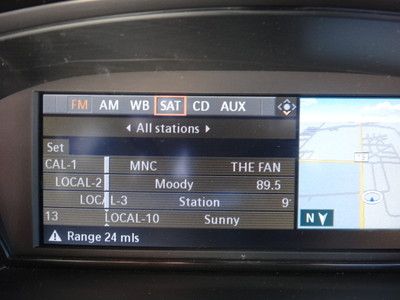 FM AM WB SAT CD AUX
All stations
Set
CAL-1 MNC THE FAN
LOCAL-2 Moody 89.5
LOCAL-3 Station 9
13 LOCAL-10 Sunny
Range 24 mls
N